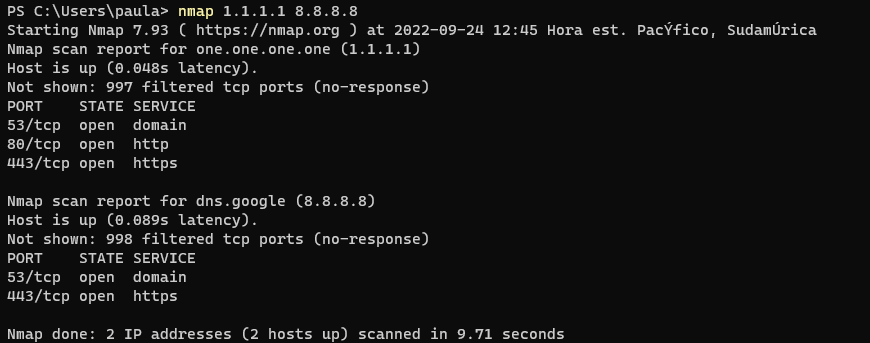 PS C:\Users\paula> nmap 1.1.1.1 8.8.8.8
Starting Nmap 7.93 ( https://nmap.org ) at 2022-09-24 12:45 Hora est. PacÝfico, SudamÚrica
Nmap scan report for one.one.one.one (1.1.1.1)
Host is up (0.048s latency).
Not shown: 997 filtered tcp ports (no-response)
PORT    STATE SERVICE
53/tcp  open  domain
80/tcp  open  http
443/tcp open  https

Nmap scan report for dns.google (8.8.8.8)
Host is up (0.089s latency).
Not shown: 998 filtered tcp ports (no-response)
PORT    STATE SERVICE
53/tcp  open  domain
443/tcp open  https

Nmap done: 2 IP addresses (2 hosts up) scanned in 9.71 seconds